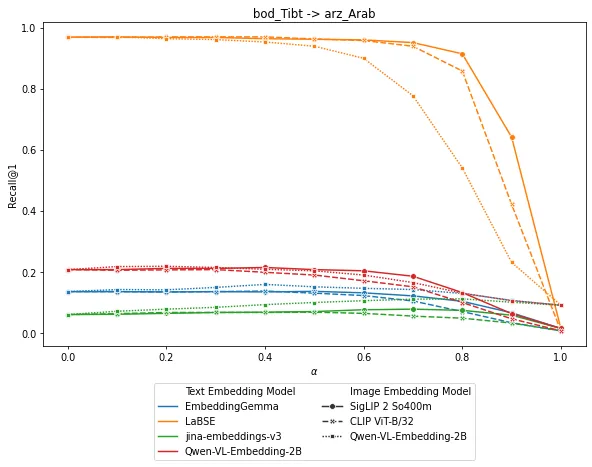 bod_Tibt -> arz_Arab
1.0
0.8
0.6
0.4
0.2
0.0
Recall@1
0.0 0.2 0.4 0.6 0.8 1.0
α
Text Embedding Model Image Embedding Model
EmbeddingGemma SigLIP 2 So400m
LaBSE CLIP ViT-B/32
jina-embeddings-v3 Qwen-VL-Embedding-2B
Qwen-VL-Embedding-2B